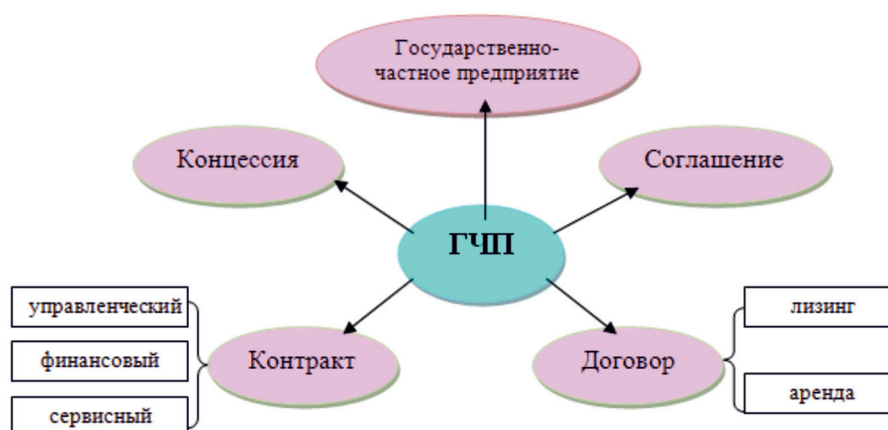 Государственно-
частное предприятие
Концессия
Соглашение
ГЧП
управленческий
финансовый
сервисный
Контракт
Договор
лизинг
аренда